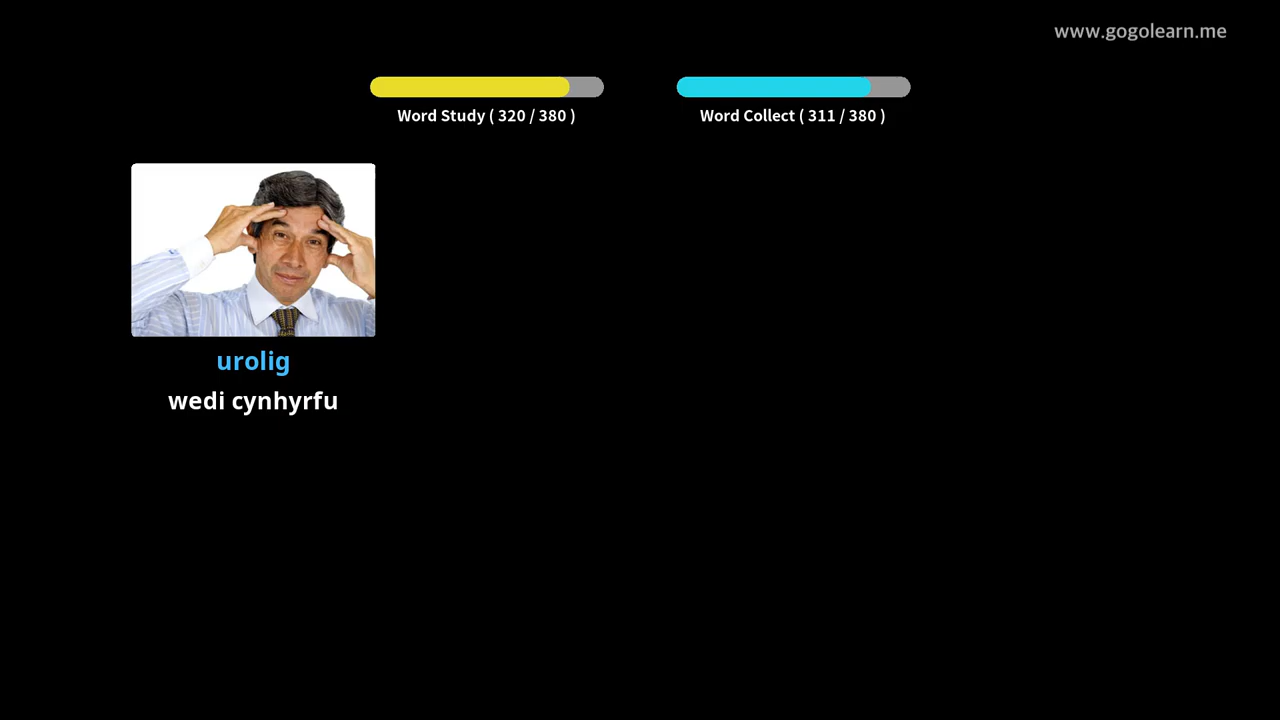 www.gogolearn.me
Word Study ( 320 / 380 )
Word Collect ( 311 / 380 )
urolig
wedi cynhyrfu